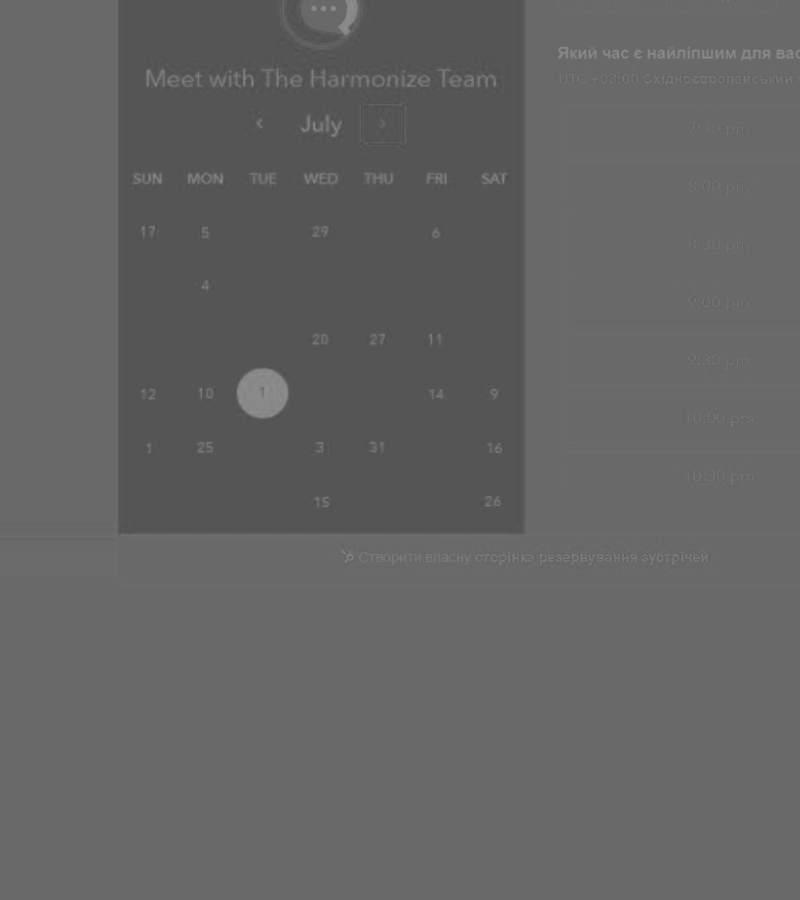 Який час є найліпшим для вас
UTC +03:00 Східноєвропейський
Meet with The Harmonize Team
July
SUN MON TUE WED THU FRI SAT
17 5 29 6
4
20 27 11
12 10 1 14 9
1 25 3 31 16
15 26
7:30 pm
8:00 pm
8:30 pm
9:00 pm
9:30 pm
10:00 pm
10:30 pm
Створити власну сторінка резервування зустрічей